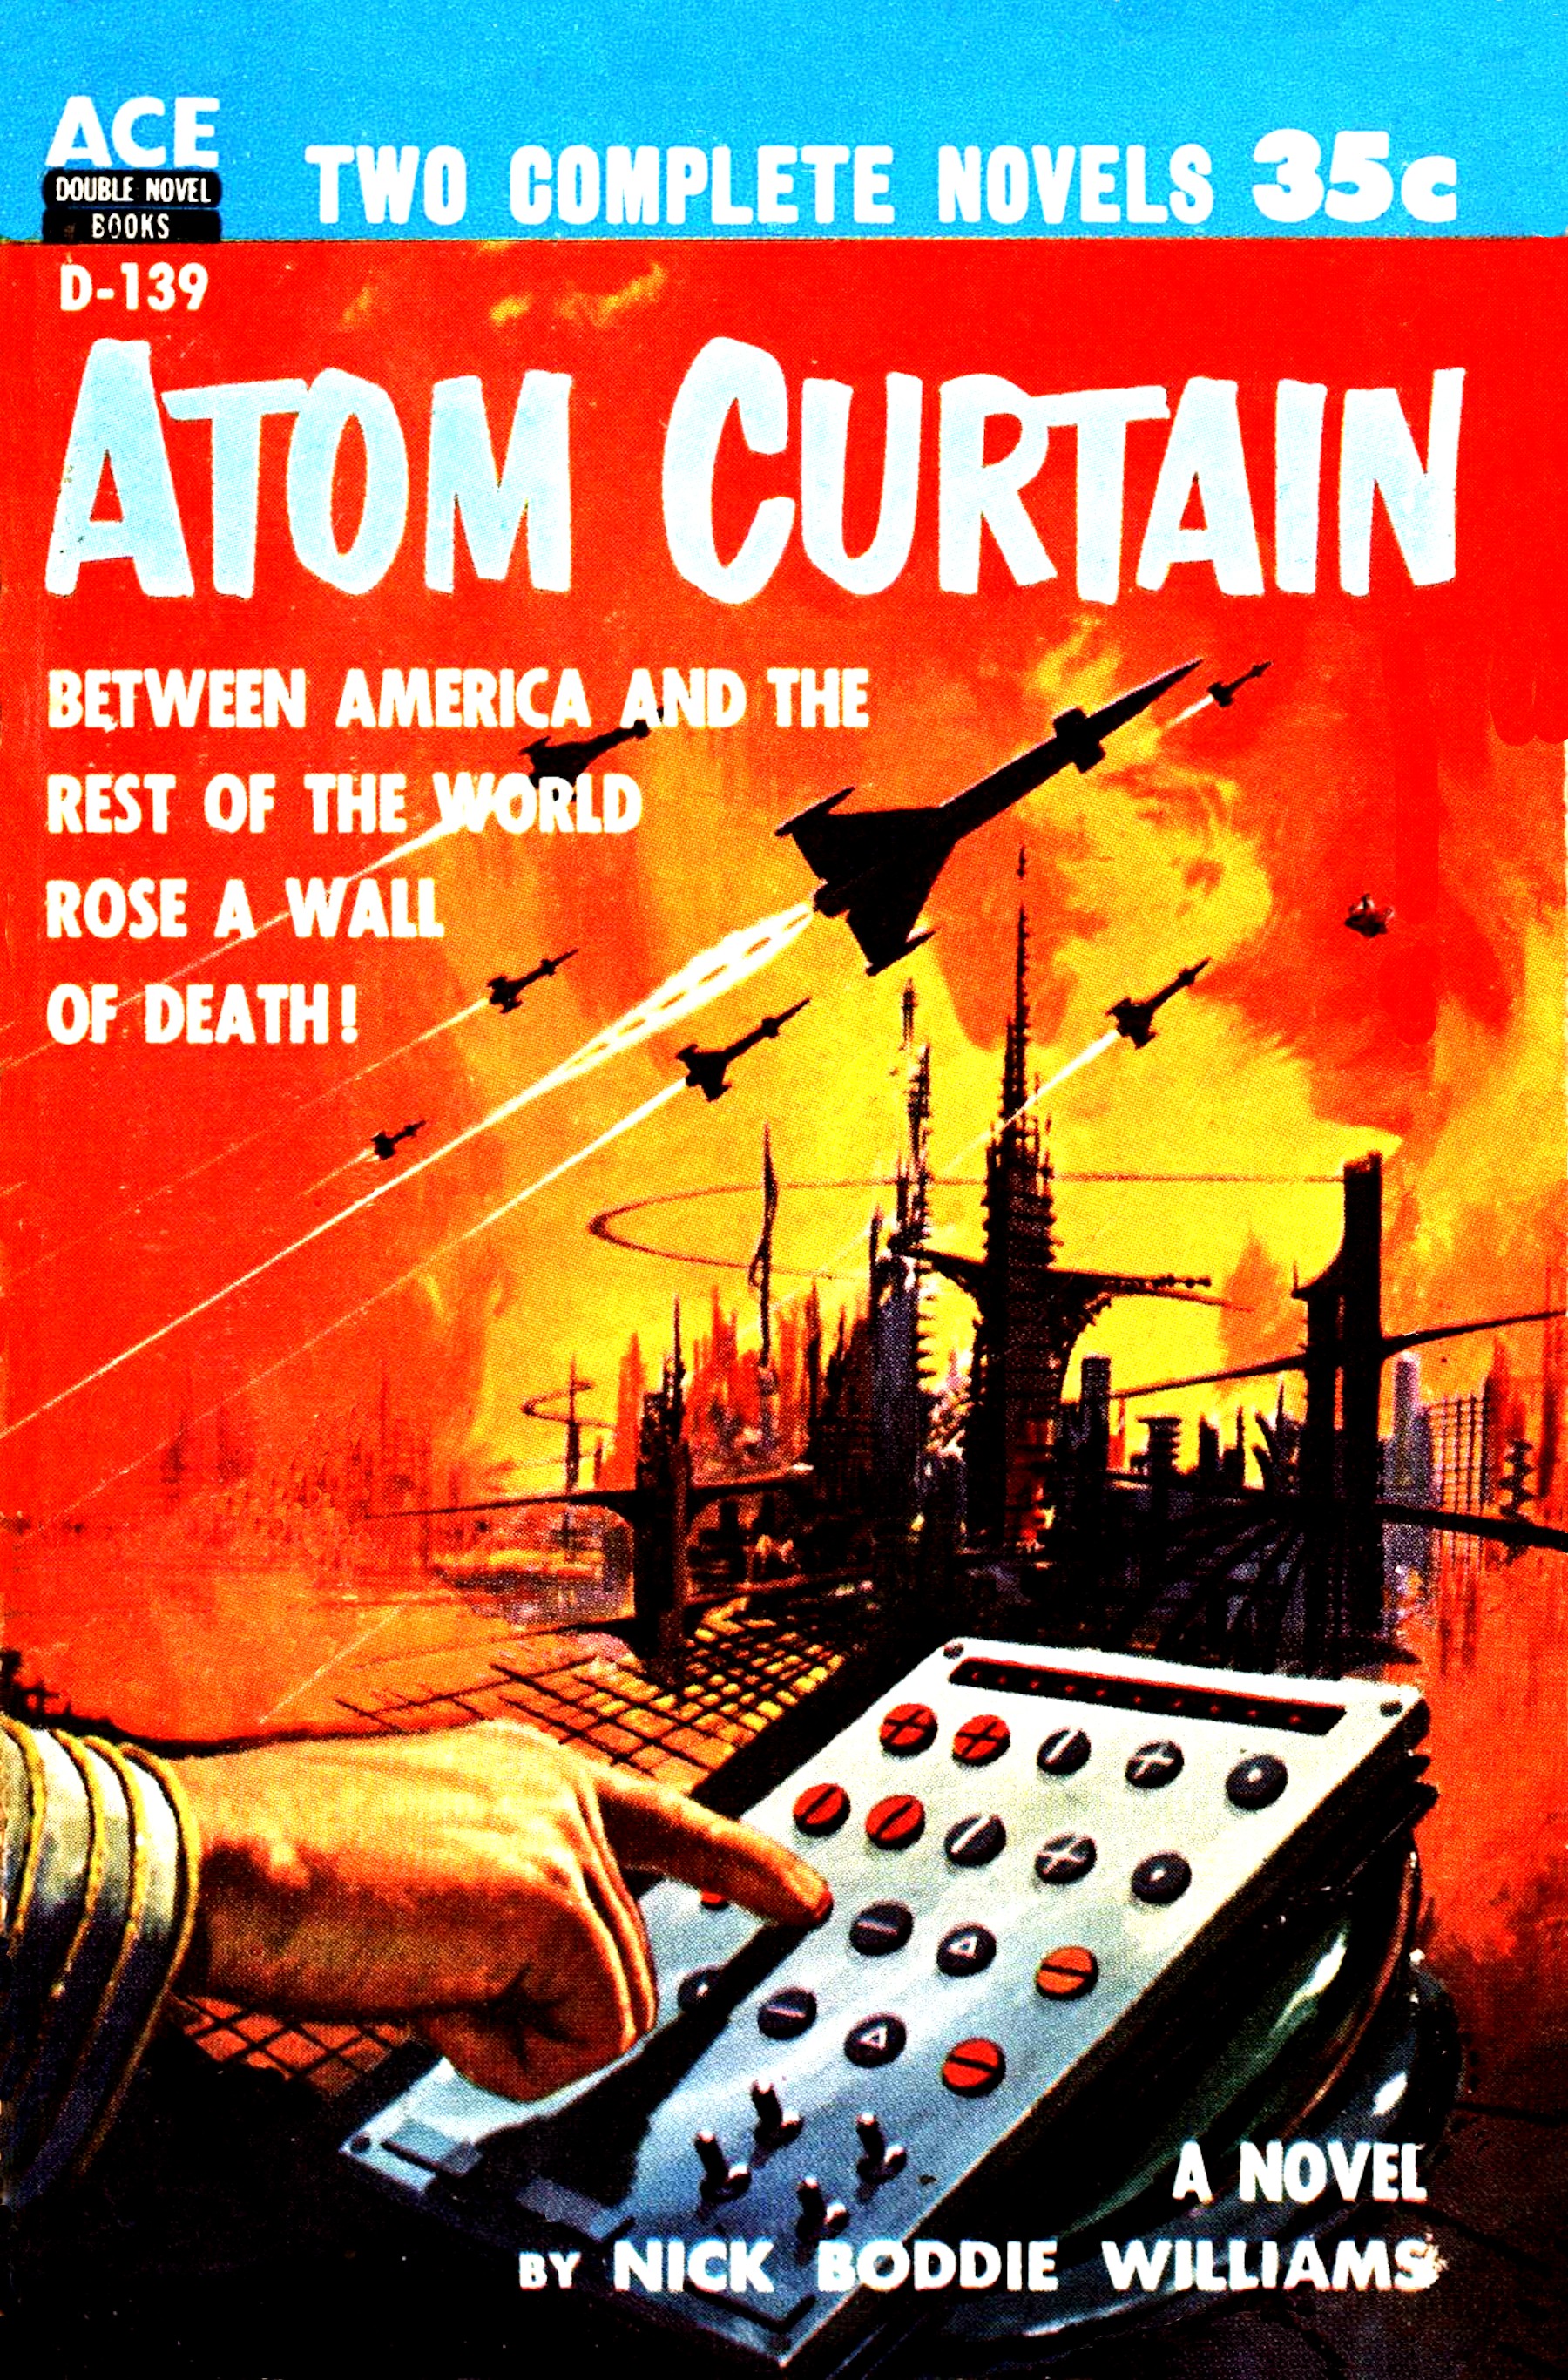 ACE
DOUBLE NOVEL
BOOKS
TWO COMPLETE NOVELS 35c
D-139
ATOM CURTAIN
BETWEEN AMERICA AND THE
REST OF THE WORLD
ROSE A WALL
OF DEATH!
A NOVEL
BY NICK BODDIE WILLIAMS